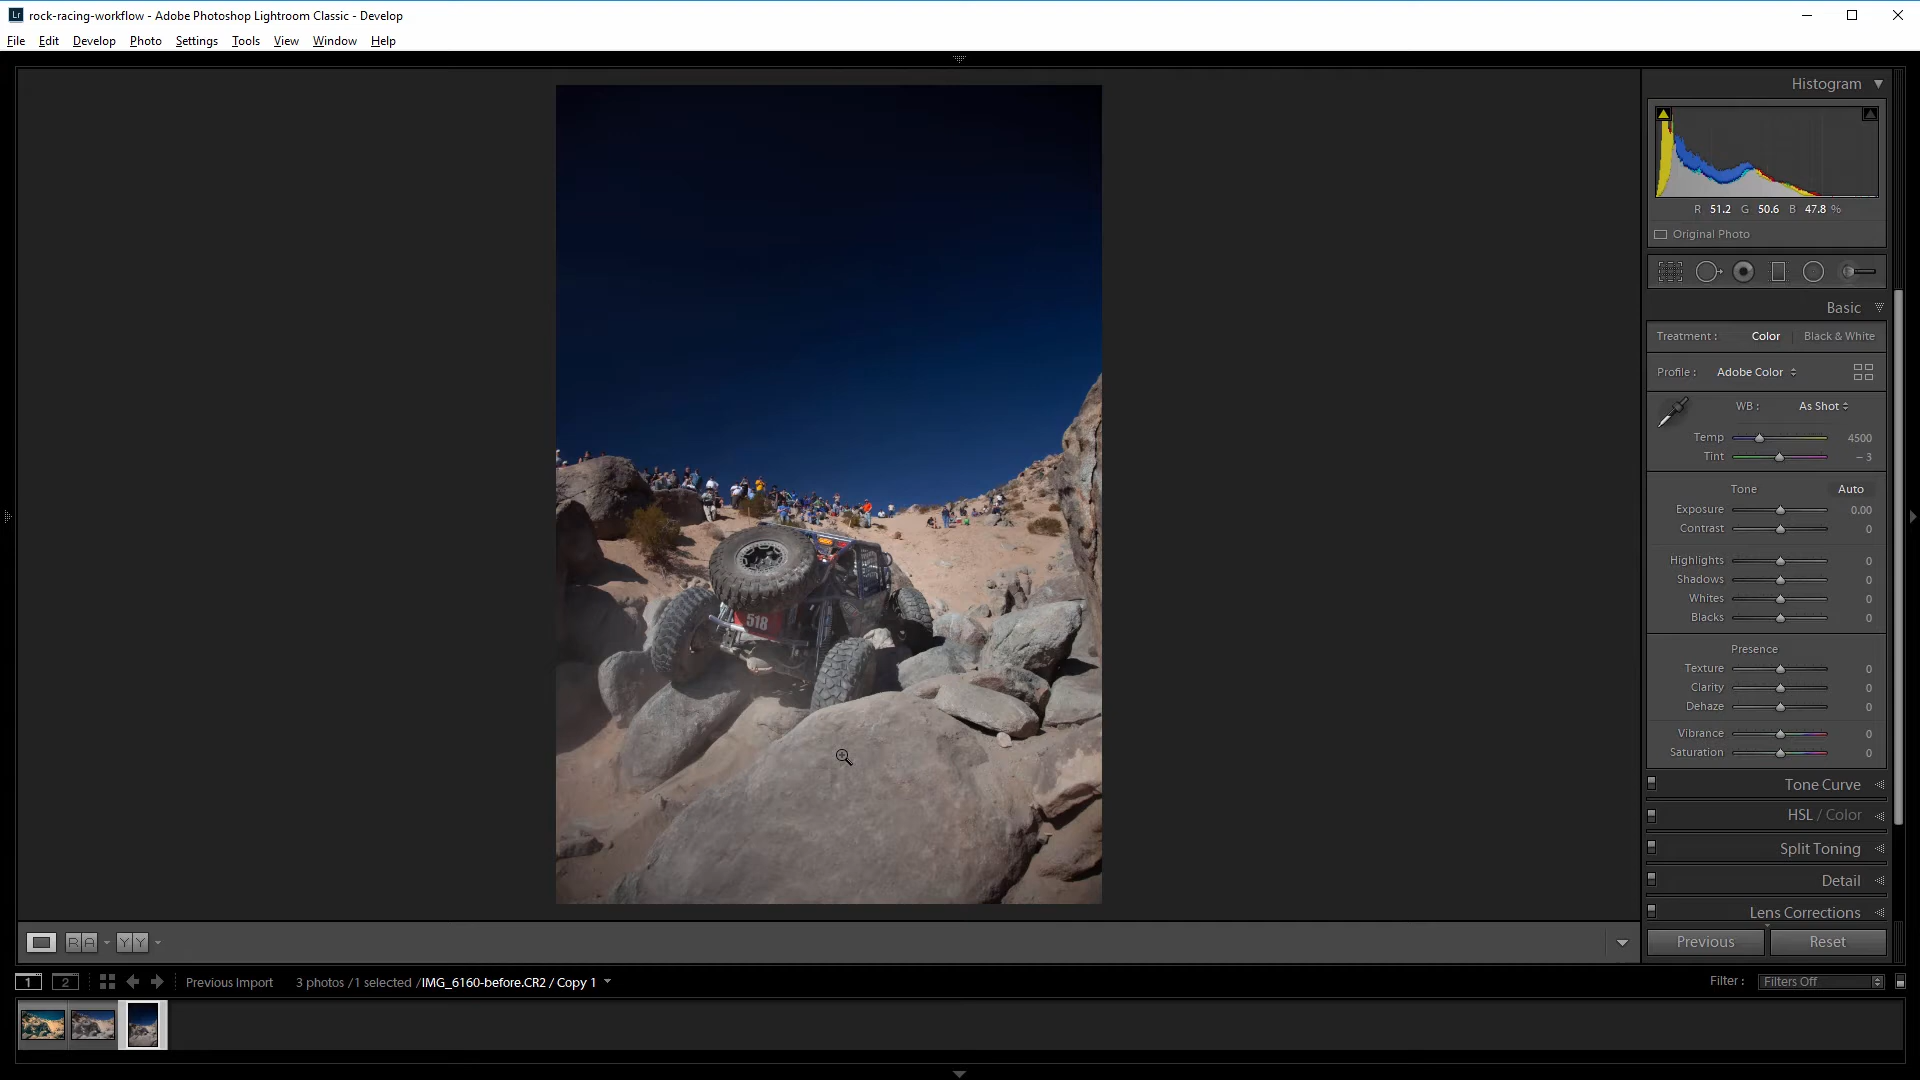 Lr rock-racing-workflow - Adobe Photoshop Lightroom Classic - Develop
File Edit Develop Photo Settings Tools View Window Help
Histogram
R 51.2 G 50.6 B 47.8 %
Original Photo
Basic
Treatment : Color Black & White
Profile : Adobe Color
WB : As Shot
Temp 4500
Tint – 3
Tone Auto
Exposure 0.00
Contrast 0
Highlights 0
Shadows 0
Whites 0
Blacks 0
Presence
Texture 0
Clarity 0
Dehaze 0
Vibrance 0
Saturation 0
Tone Curve
HSL / Color
Split Toning
Detail
Lens Corrections
518
R A Y Y
Previous Reset
1 2 Previous Import 3 photos / 1 selected / IMG_6160-before.CR2 / Copy 1 Filter : Filters Off